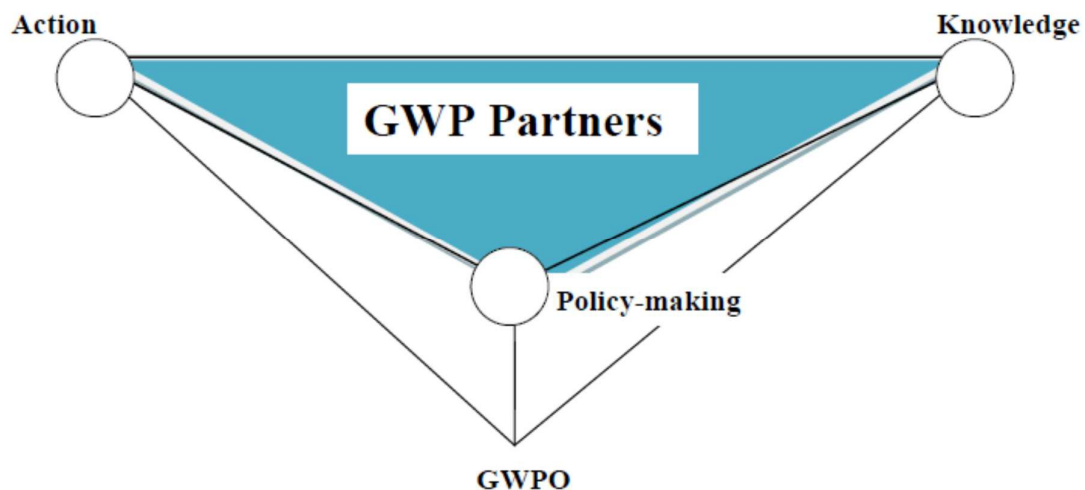 Action
Knowledge
GWP Partners
Policy-making
GWPO